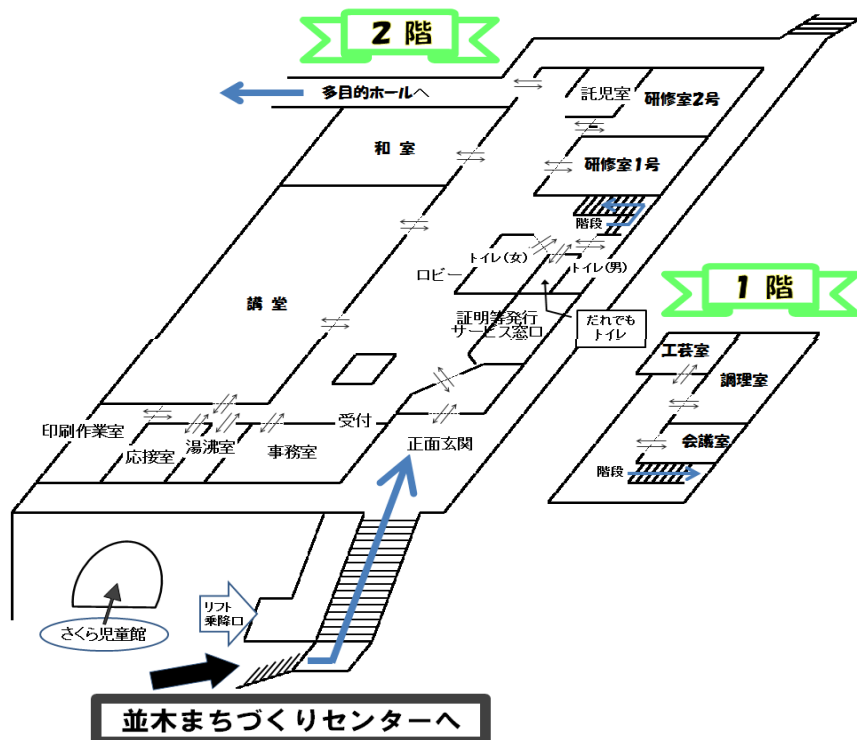 2 階
多目的ホールへ
託児室
研修室2号
和 室
研修室1号
階段
トイレ(女)
トイレ(男)
ロビー
講 堂
証明等発行
サービス窓口
だれでも
トイレ
印刷作業室
応接室
湯沸室
事務室
受付
正面玄関
1 階
工芸室
調理室
会議室
階段
リフト
乗降口
さくら児童館
並木まちづくりセンターへ